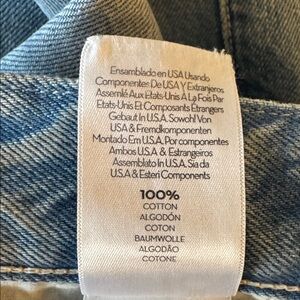 Ensamblado en USA Usando
Componentes De USA Y Extranjeros
Assemlé Aux Etats-Unis À La Fois Par
Etats-Unis Et Composants Étrangers
Gebaut In U.S.A. Sowohl Von
USA & Fremdkomponenten
Montado Em U.S.A. Por componentes
Ambos U.S.A & Estrangeiros
Assemblato In U.S.A. Sia da
U.S.A & Esteri Components
100%
COTTON
ALGODÓN
COTON
BAUMWOLLE
ALGODÃO
COTONE